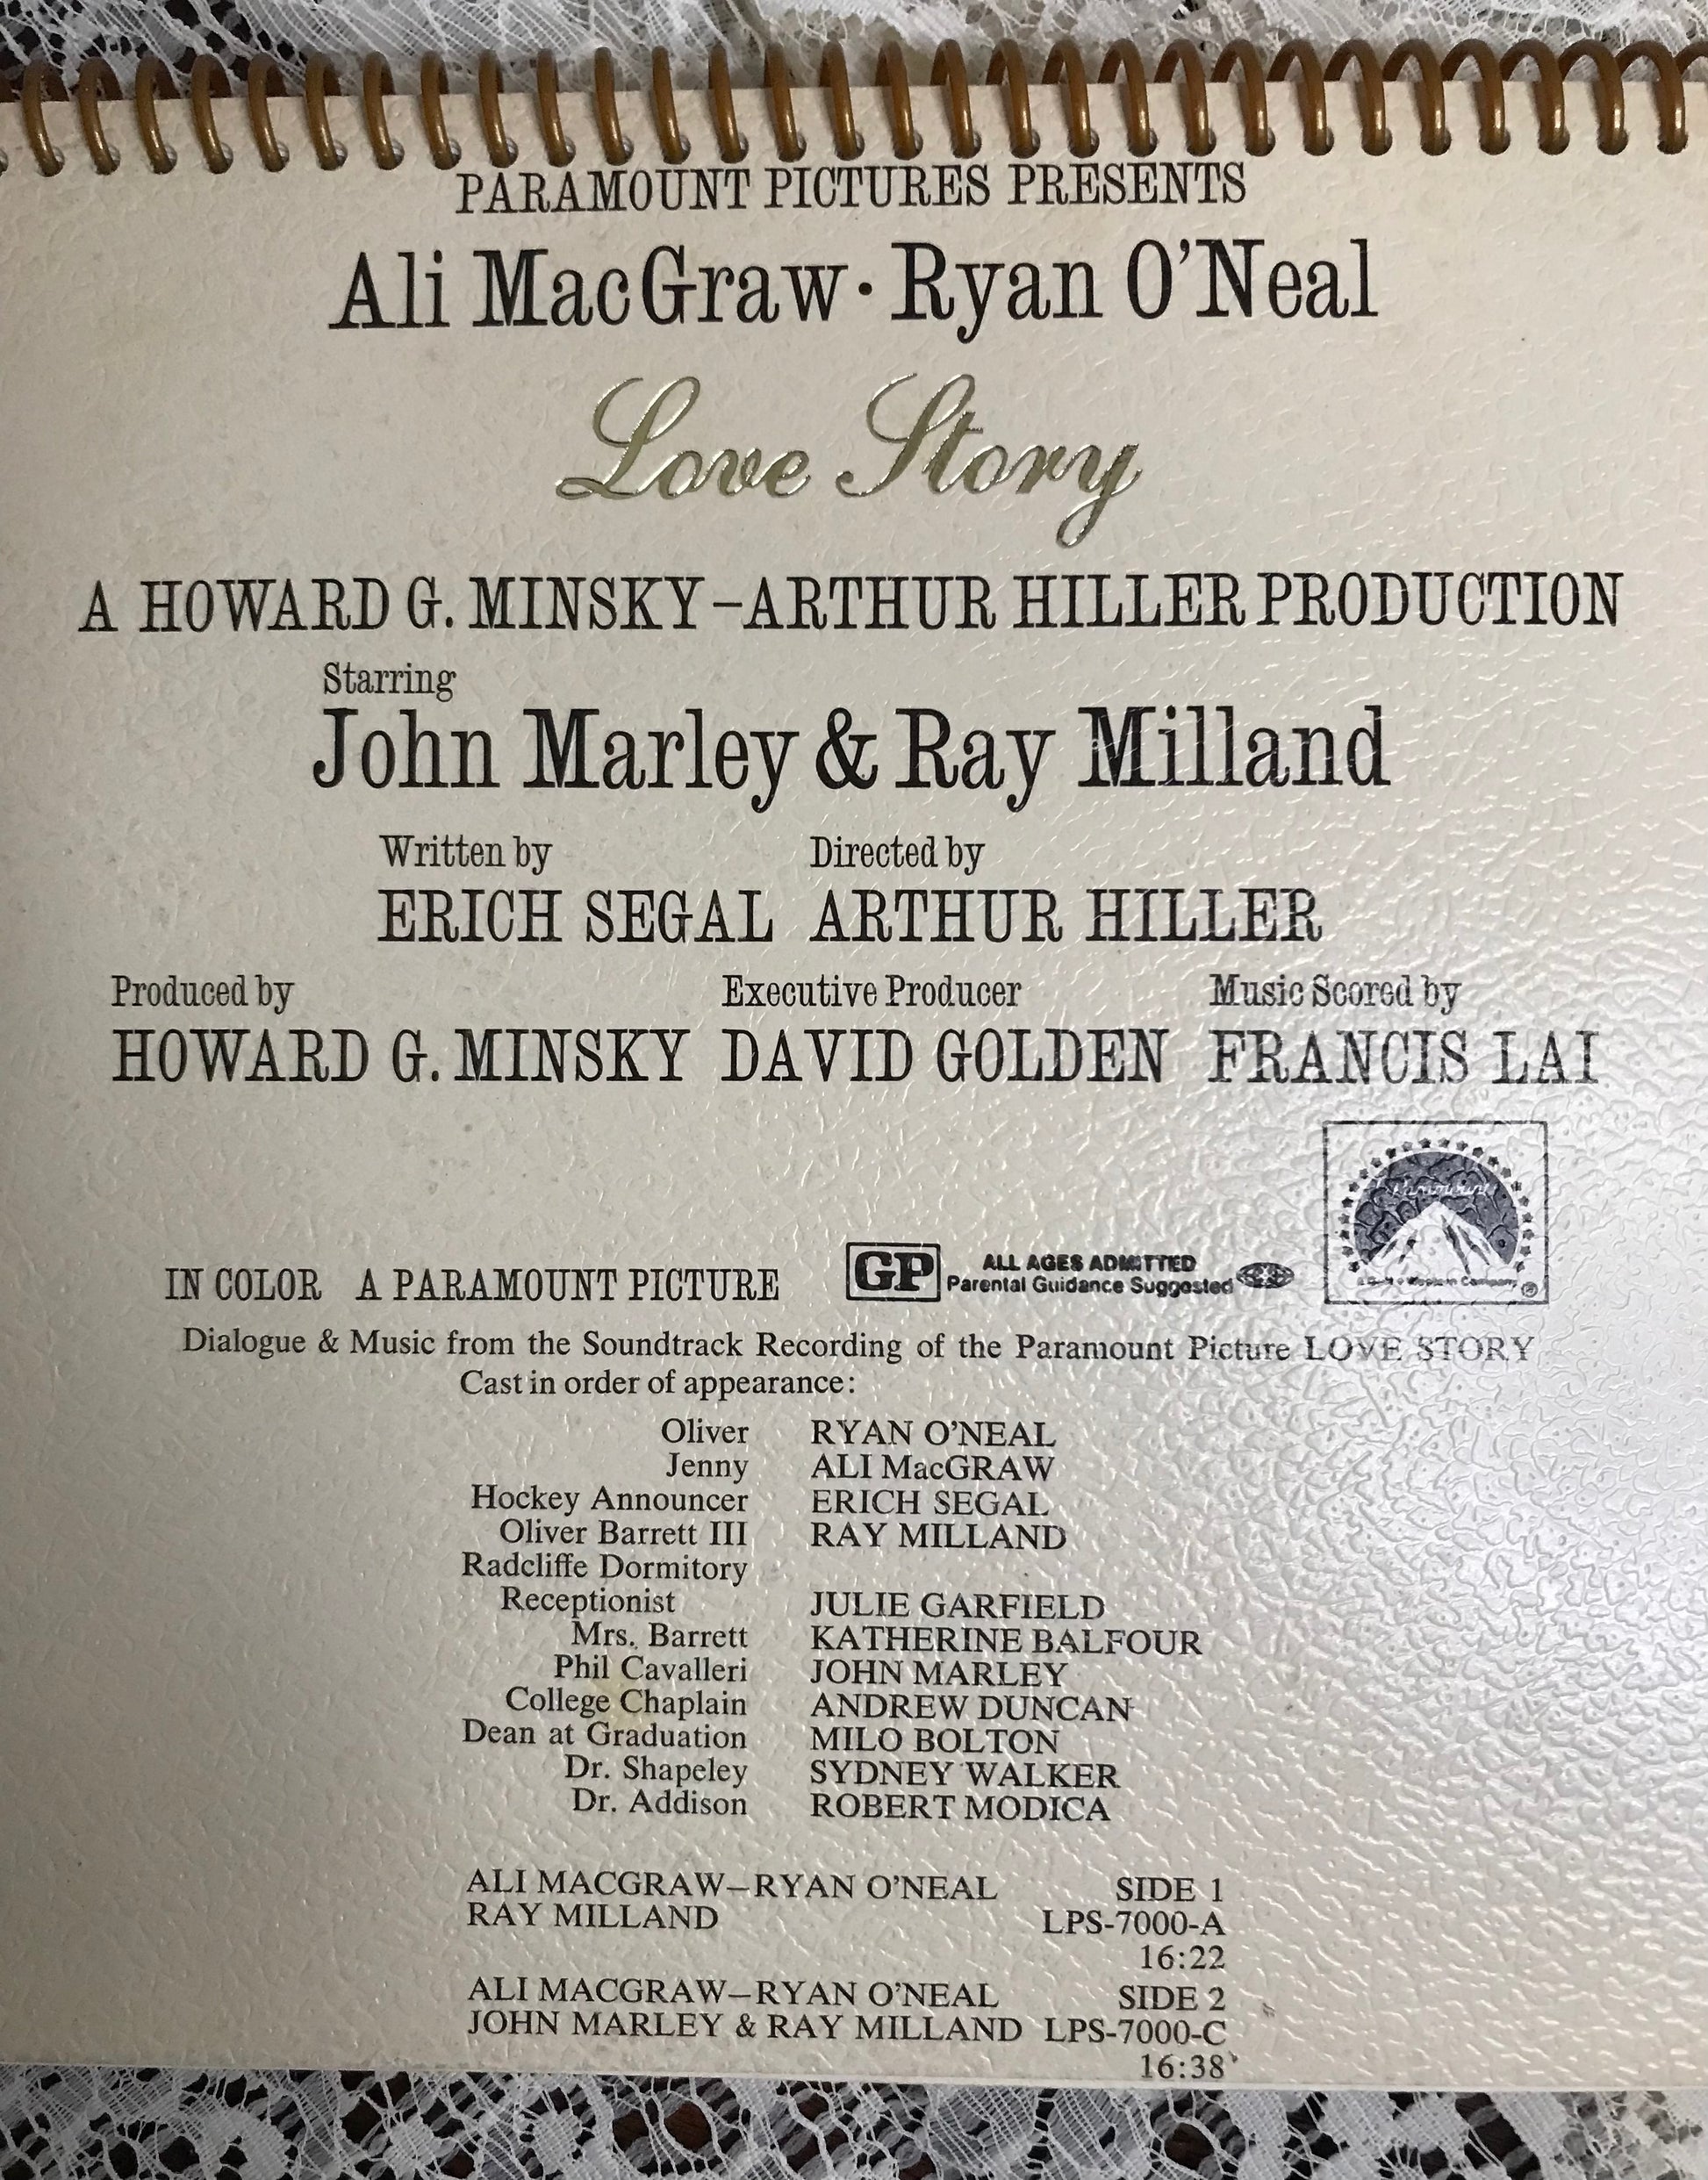 PARAMOUNT PICTURES PRESENTS
Ali MacGraw · Ryan O'Neal
Love Story
A HOWARD G. MINSKY–ARTHUR HILLER PRODUCTION
Starring
John Marley & Ray Milland
Written by Directed by
ERICH SEGAL ARTHUR HILLER
Produced by Executive Producer Music Scored by
HOWARD G. MINSKY DAVID GOLDEN FRANCIS LAI
Paramount
IN COLOR A PARAMOUNT PICTURE GP ALL AGES ADMITTED
Parental Guidance Suggested
®
Dialogue & Music from the Soundtrack Recording of the Paramount Picture LOVE STORY
Cast in order of appearance:
Oliver RYAN O'NEAL
Jenny ALI MacGRAW
Hockey Announcer ERICH SEGAL
Oliver Barrett III RAY MILLAND
Radcliffe Dormitory
Receptionist JULIE GARFIELD
Mrs. Barrett KATHERINE BALFOUR
Phil Cavalleri JOHN MARLEY
College Chaplain ANDREW DUNCAN
Dean at Graduation MILO BOLTON
Dr. Shapeley SYDNEY WALKER
Dr. Addison ROBERT MODICA
ALI MACGRAW–RYAN O'NEAL SIDE 1
RAY MILLAND LPS-7000-A
16:22
ALI MACGRAW–RYAN O'NEAL SIDE 2
JOHN MARLEY & RAY MILLAND LPS-7000-C
16:38